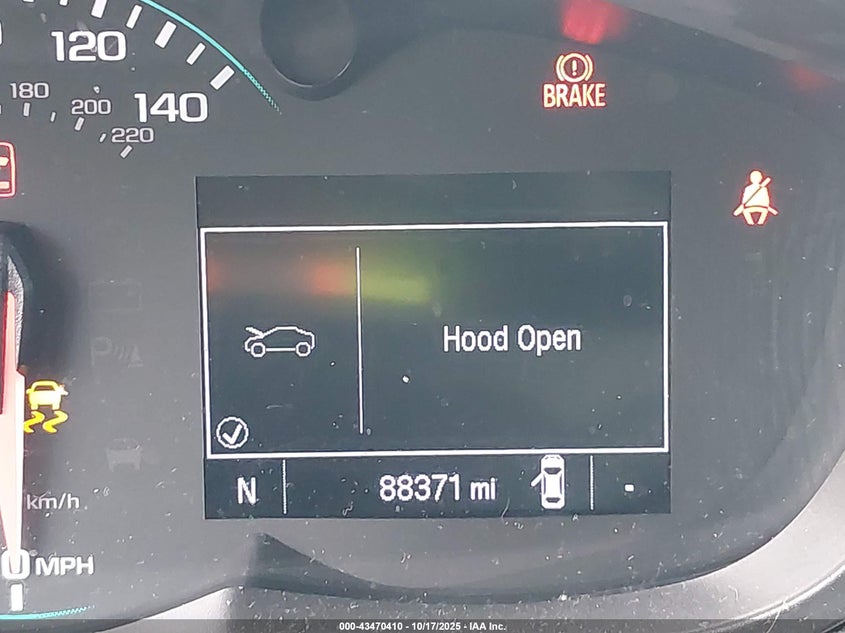 120
180
200
140
220
BRAKE
Hood Open
N
88371 mi
-
km/h
0 MPH
000-43470410 - 10/17/2025 - IAA Inc.